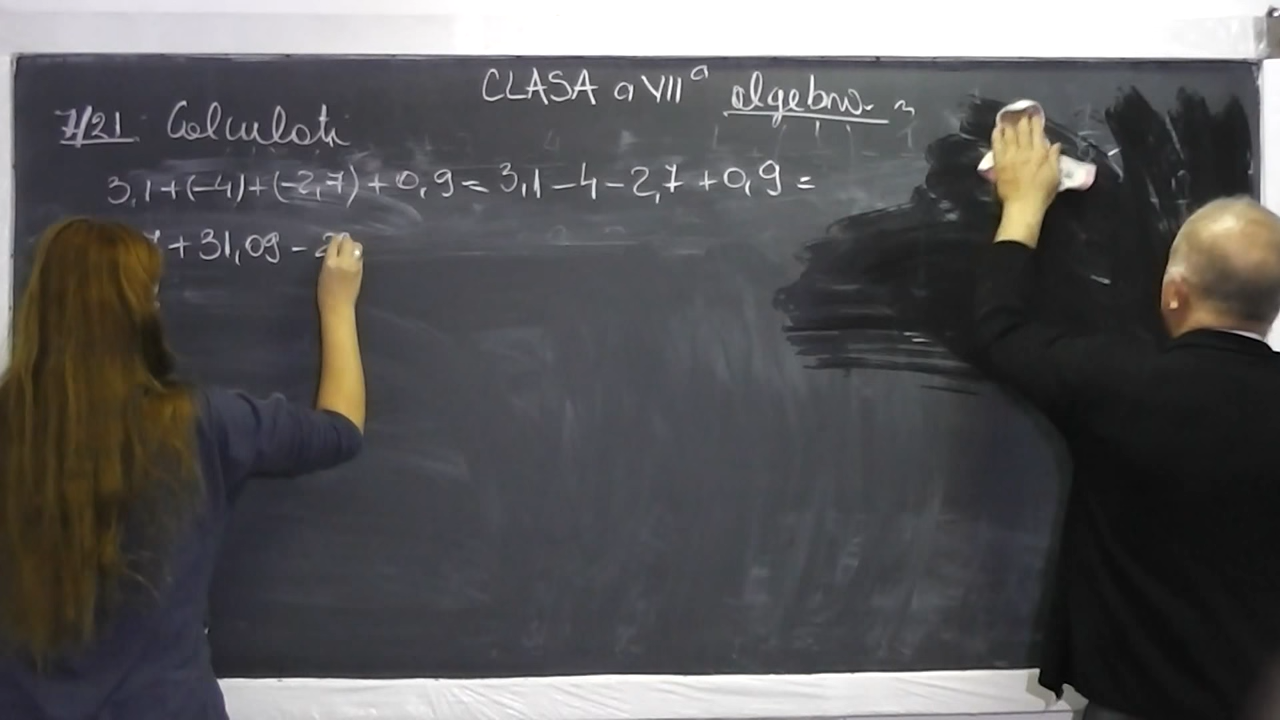 CLASA a VII a algebra
7/21 Calculati
3,1+(-4)+(-2,7)+0,9=3,1-4-2,7+0,9=
+31,09-